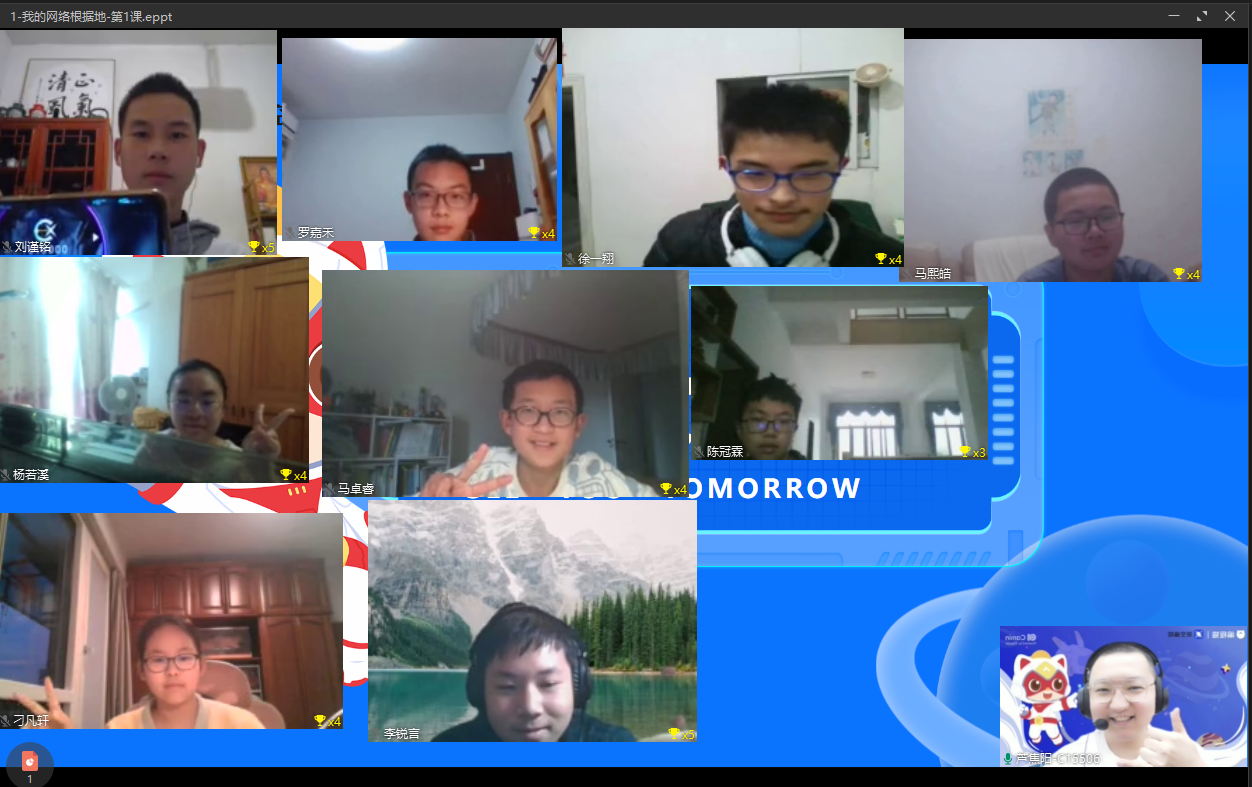 1-我的网络根据地-第1课.eppt
清正
氣
刘谨铭
x5
罗嘉禾
x4
徐一翔
x4
马熙皓
x4
杨若溪
x4
马卓睿
x4
陈冠霖
x3
OMORROW
刁凡轩
x4
李锐言
x5
1